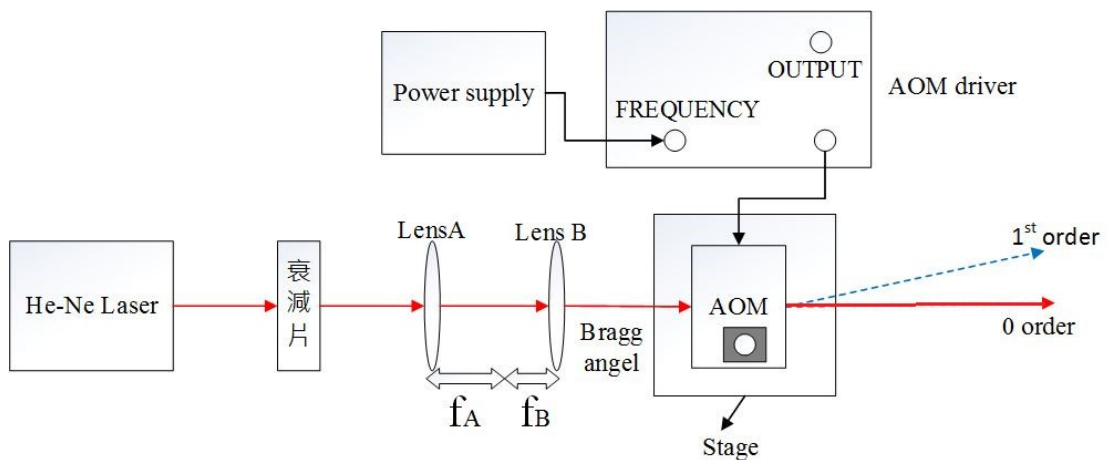 OUTPUT
Power supply
AOM driver
FREQUENCY
LensA
Lens B
1st order
He-Ne Laser
衰
減
片
AOM
0 order
Bragg
angel
fA
fB
Stage